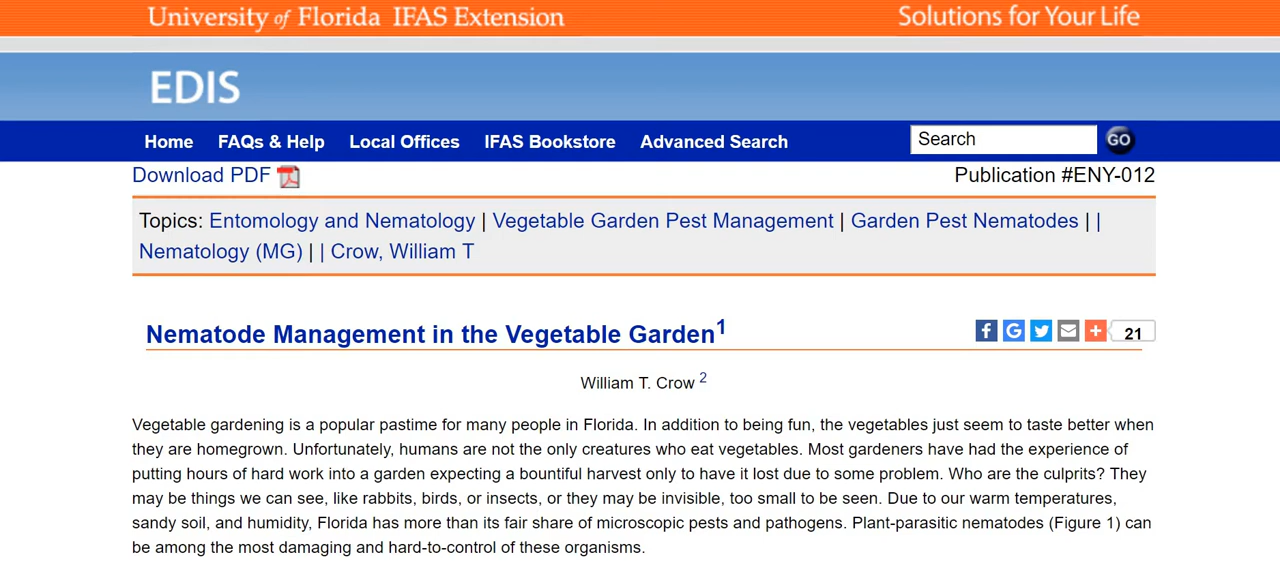 University of Florida IFAS Extension
Solutions for Your Life
EDIS
Home FAQs & Help Local Offices IFAS Bookstore Advanced Search Search GO
Download PDF
Publication #ENY-012
Topics: Entomology and Nematology | Vegetable Garden Pest Management | Garden Pest Nematodes | |
Nematology (MG) | | Crow, William T
Nematode Management in the Vegetable Garden1
21
William T. Crow 2
Vegetable gardening is a popular pastime for many people in Florida. In addition to being fun, the vegetables just seem to taste better when
they are homegrown. Unfortunately, humans are not the only creatures who eat vegetables. Most gardeners have had the experience of
putting hours of hard work into a garden expecting a bountiful harvest only to have it lost due to some problem. Who are the culprits? They
may be things we can see, like rabbits, birds, or insects, or they may be invisible, too small to be seen. Due to our warm temperatures,
sandy soil, and humidity, Florida has more than its fair share of microscopic pests and pathogens. Plant-parasitic nematodes (Figure 1) can
be among the most damaging and hard-to-control of these organisms.